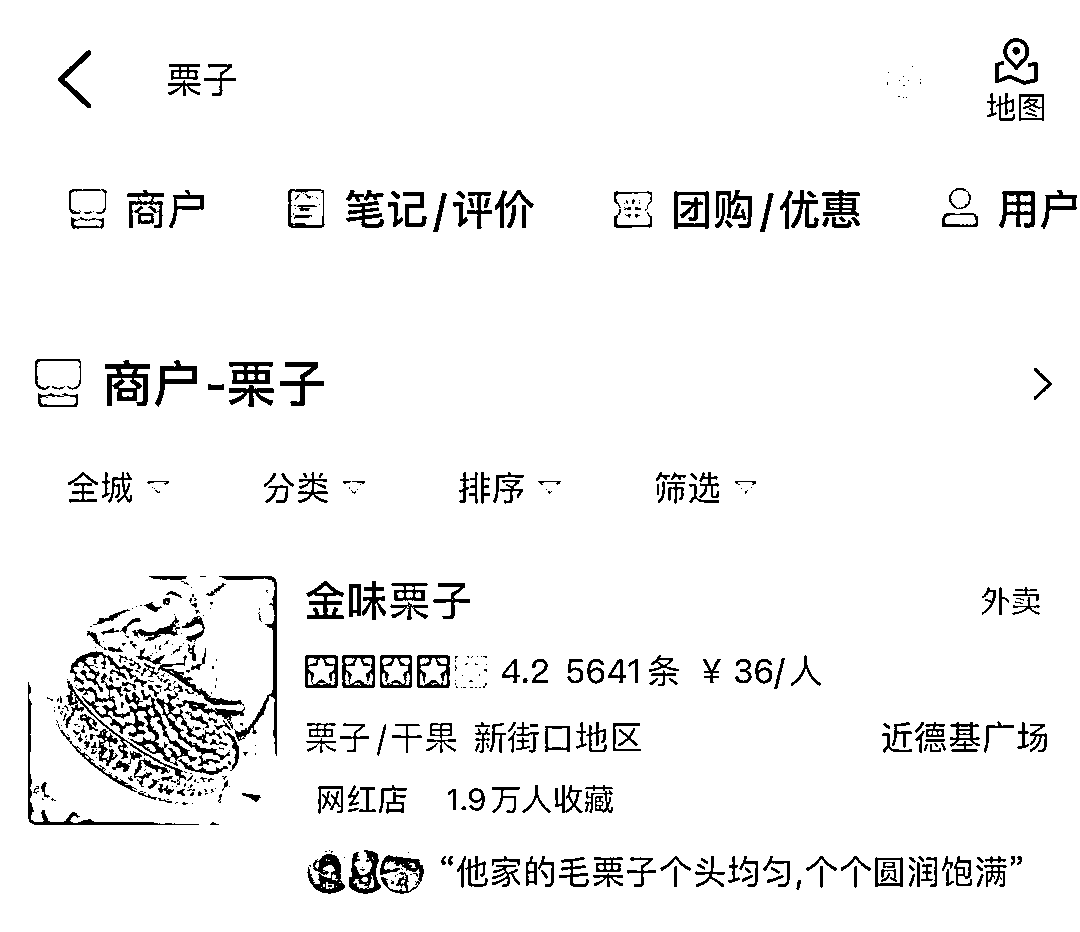 栗子
地图
商户 笔记/评价 团购/优惠 用户
商户-栗子
全城 分类 排序 筛选
金味栗子 外卖
4.2 5641条 ¥36/人
栗子/干果 新街口地区 近德基广场
网红店 1.9万人收藏
“他家的毛栗子个头均匀,个个圆润饱满”